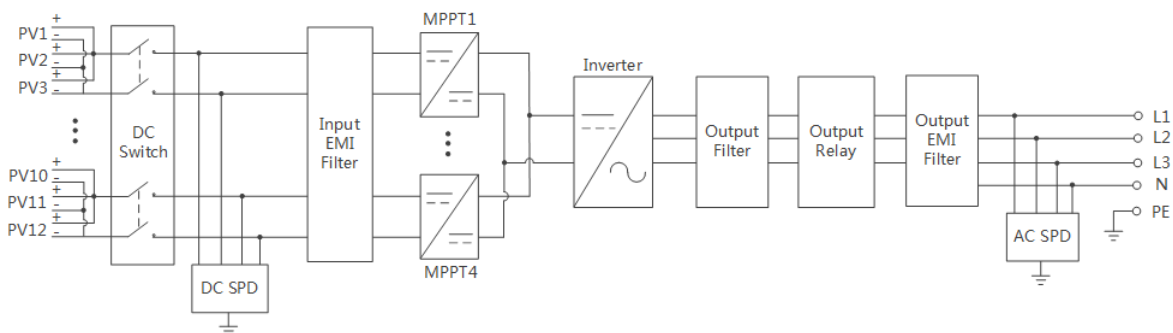 +
PV1
-
+
PV2
-
+
PV3
-
PV10
+
-
PV11
+
-
PV12
+
-
DC
Switch
DC SPD
Input
EMI
Filter
MPPT1
MPPT4
Inverter
Output
Filter
Output
Relay
Output
EMI
Filter
AC SPD
L1
L2
L3
N
PE